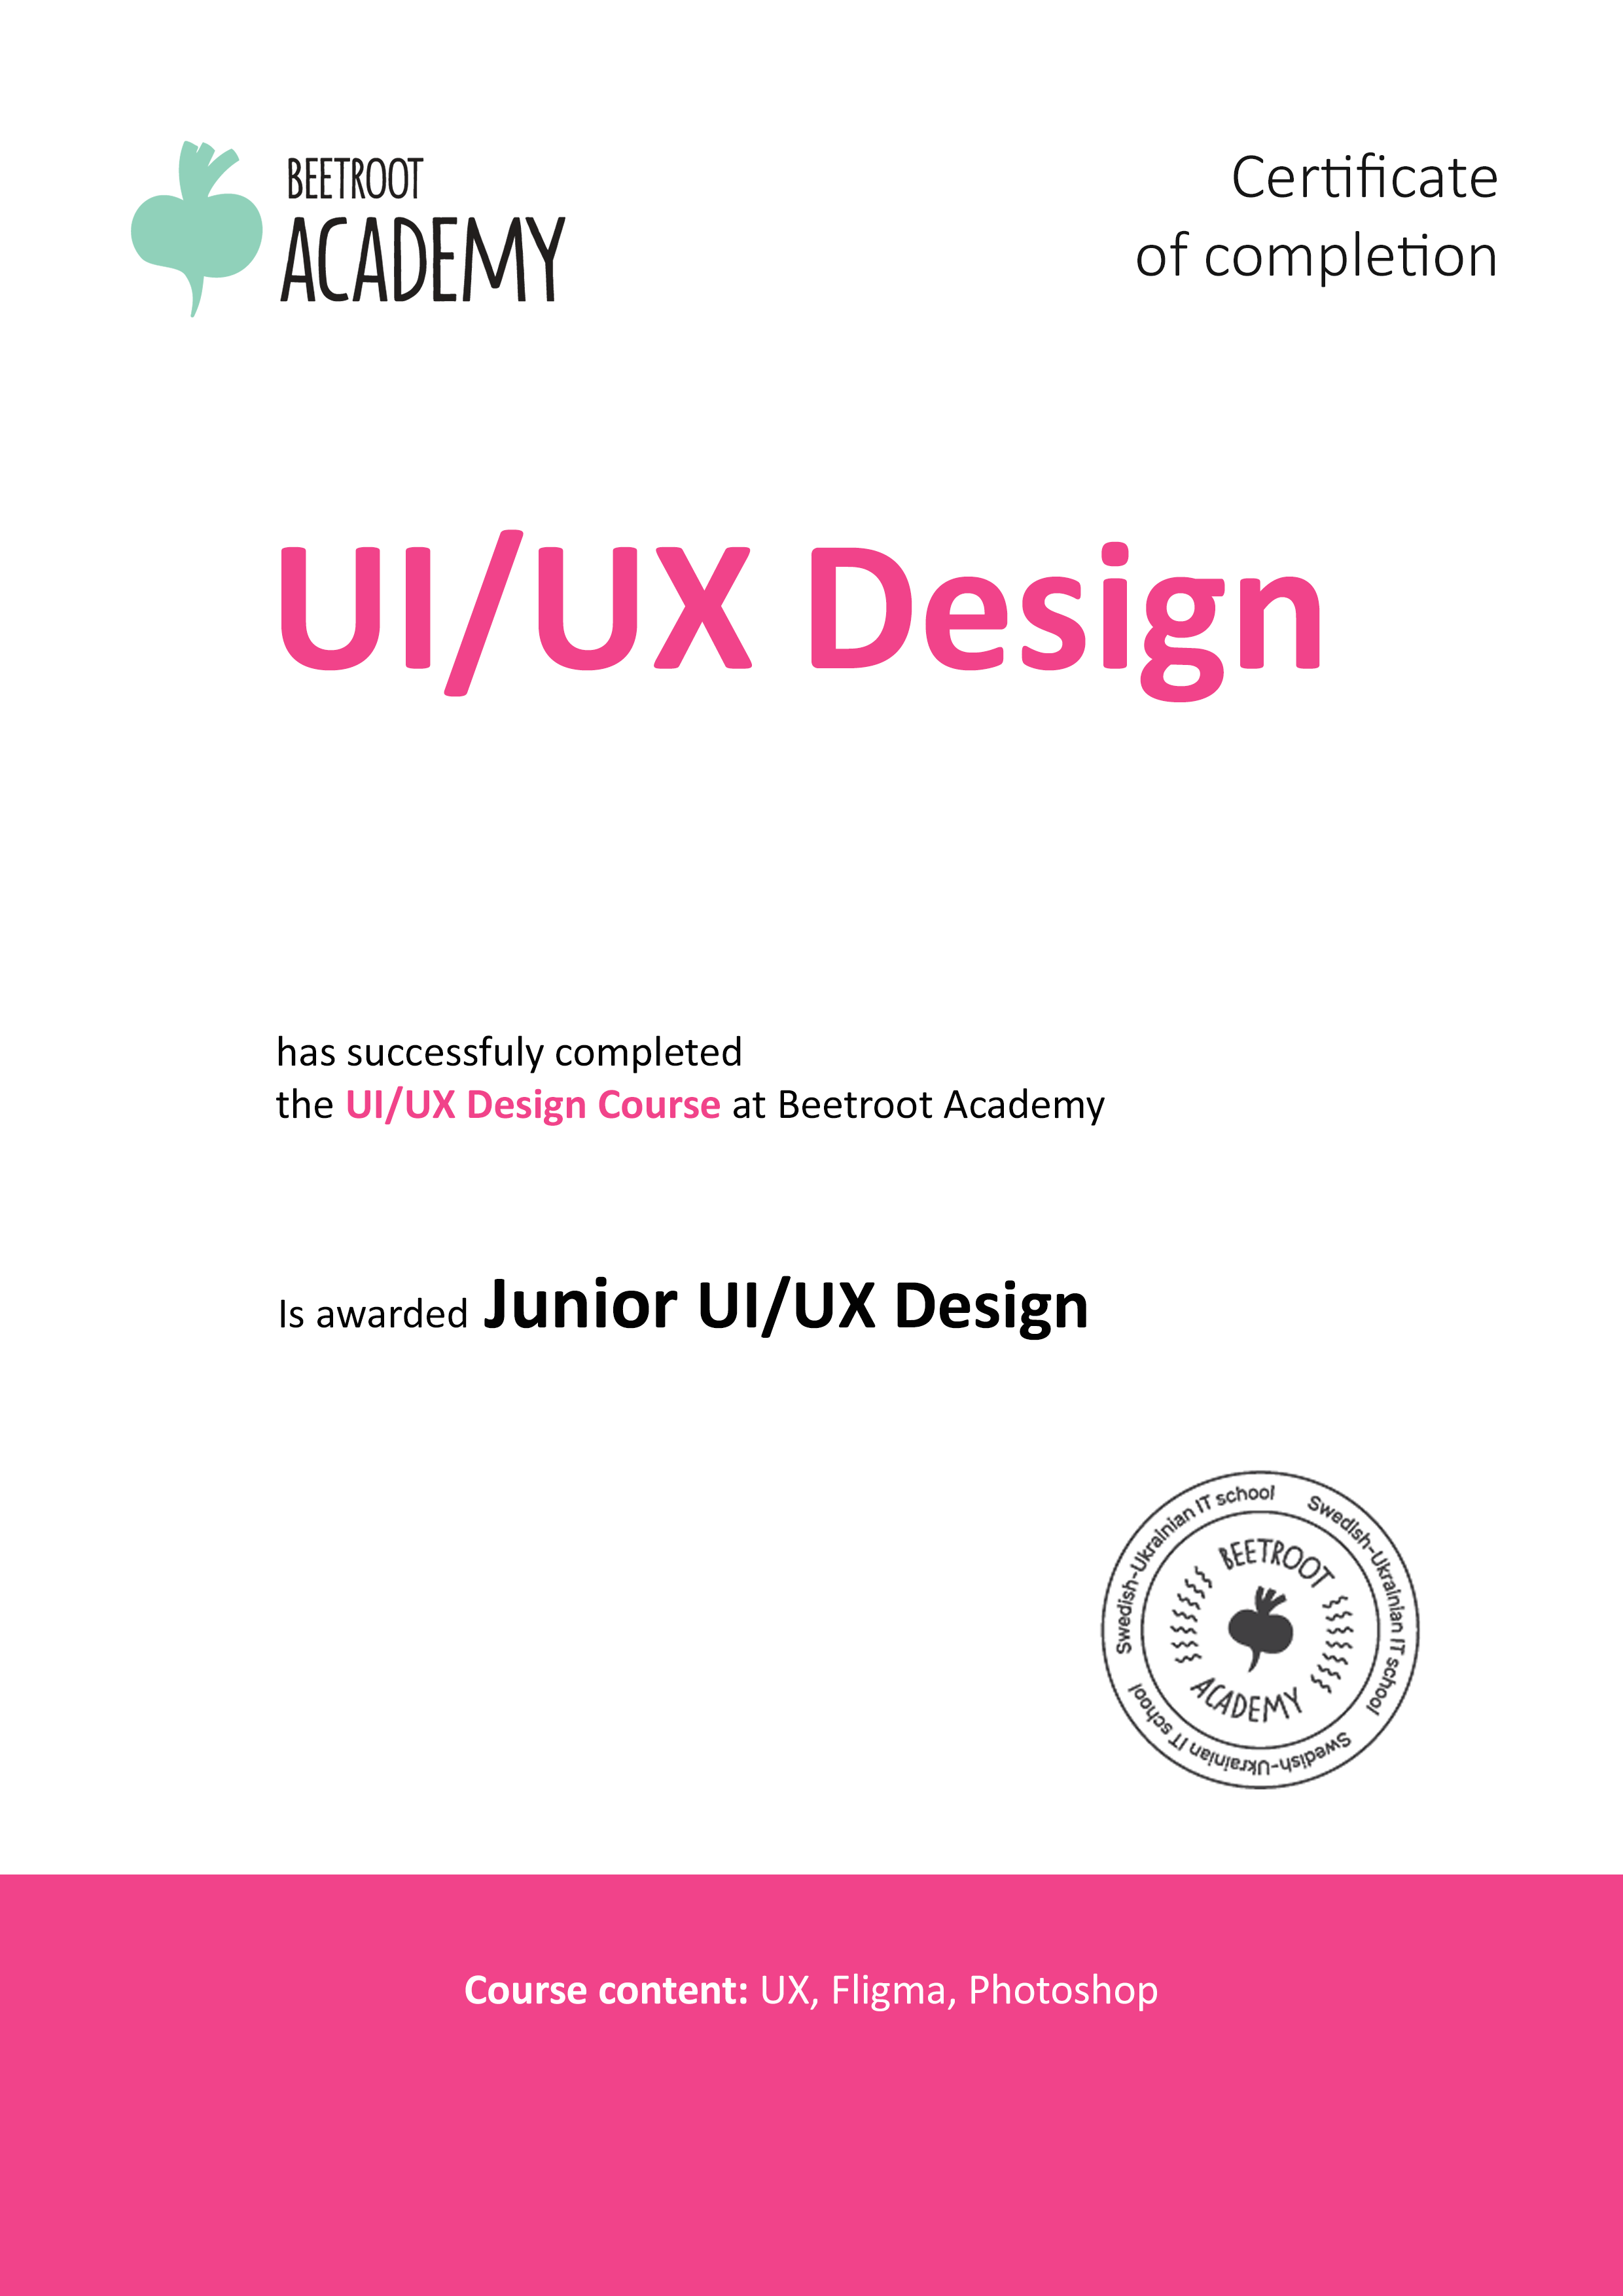 BEETROOT
ACADEMY
Certificate
of completion
UI/UX Design
has successfuly completed
the UI/UX Design Course at Beetroot Academy
Is awarded Junior UI/UX Design
Swedish-Ukrainian IT school
Swedish-Ukrainian IT school
Swedish-Ukrainian IT school
BEETROOT
ACADEMY
Course content: UX, Fligma, Photoshop